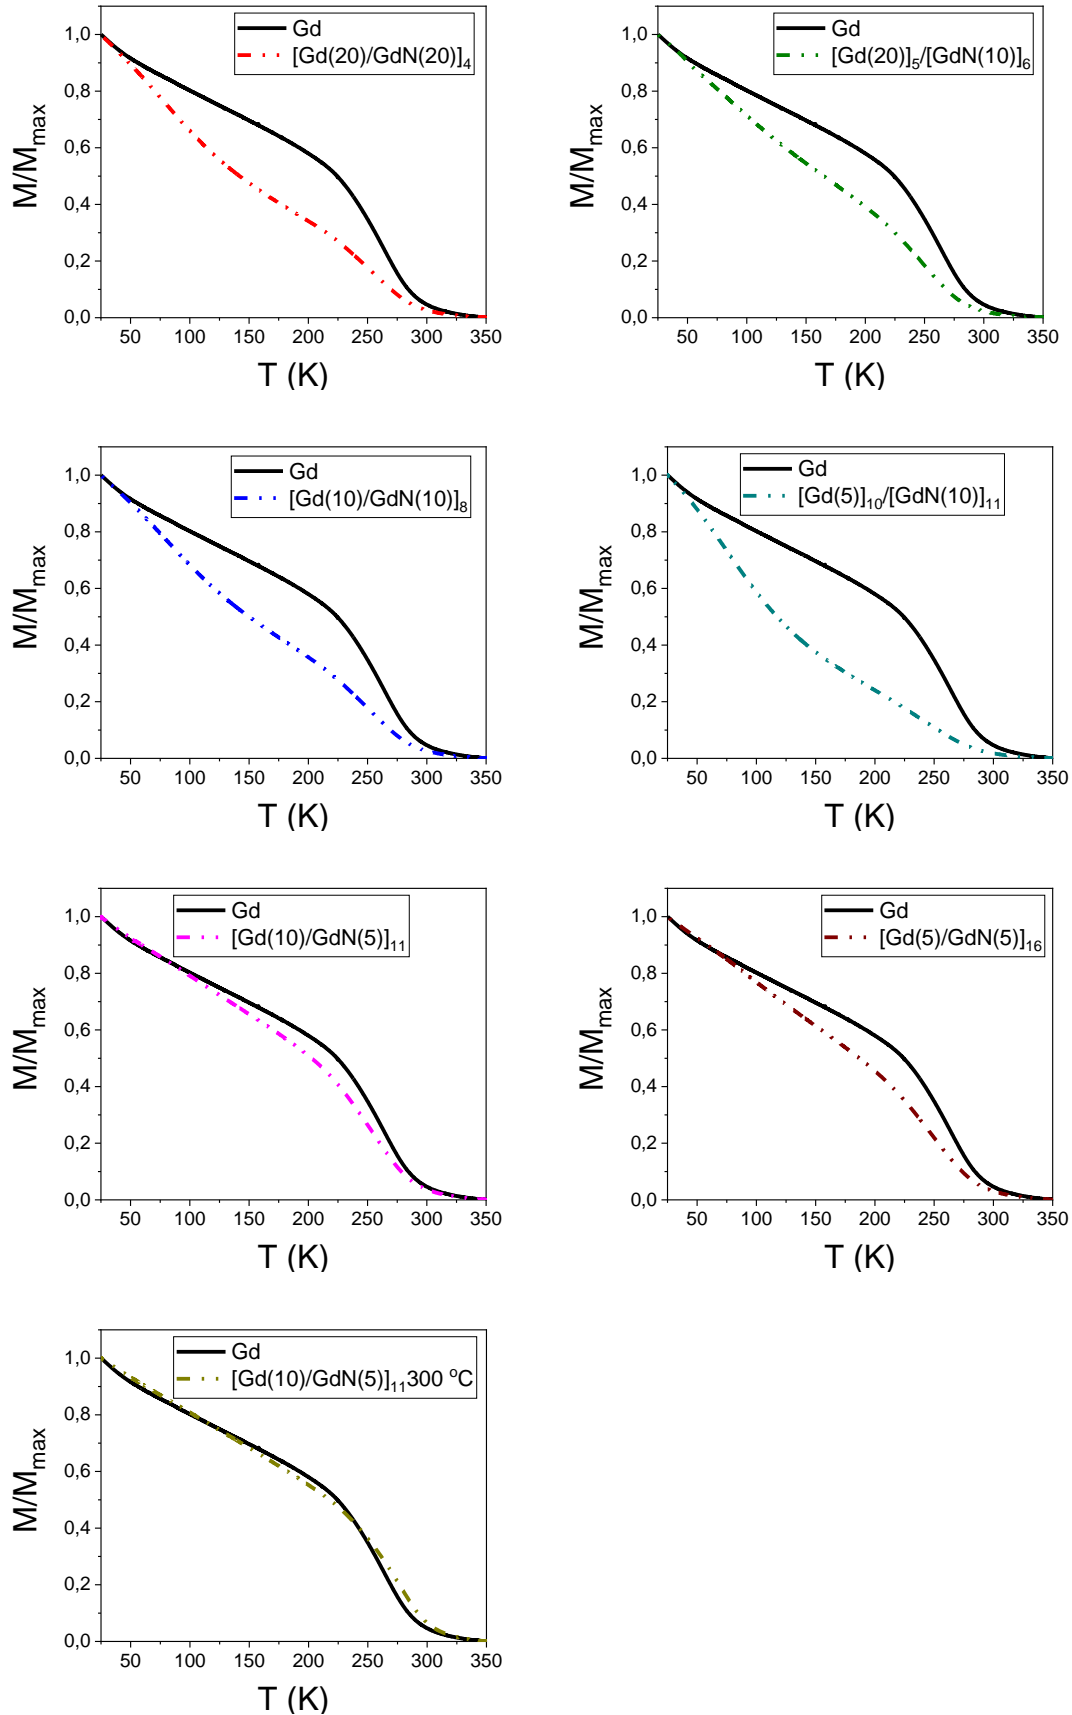 Gd
[Gd(20)/GdN(20)]4
1,0
0,8
0,6
0,4
0,2
0,0
M/Mmax
50 100 150 200 250 300 350
T (K)
Gd
[Gd(20)]5/[GdN(10)]6
1,0
0,8
0,6
0,4
0,2
0,0
M/Mmax
50 100 150 200 250 300 350
T (K)
Gd
[Gd(10)/GdN(10)]8
1,0
0,8
0,6
0,4
0,2
0,0
M/Mmax
50 100 150 200 250 300 350
T (K)
Gd
[Gd(5)]10/[GdN(10)]11
1,0
0,8
0,6
0,4
0,2
0,0
M/Mmax
50 100 150 200 250 300 350
T (K)
Gd
[Gd(10)/GdN(5)]11
1,0
0,8
0,6
0,4
0,2
0,0
M/Mmax
50 100 150 200 250 300 350
T (K)
Gd
[Gd(5)/GdN(5)]16
1,0
0,8
0,6
0,4
0,2
0,0
M/Mmax
50 100 150 200 250 300 350
T (K)
Gd
[Gd(10)/GdN(5)]11300 °C
1,0
0,8
0,6
0,4
0,2
0,0
M/Mmax
50 100 150 200 250 300 350
T (K)